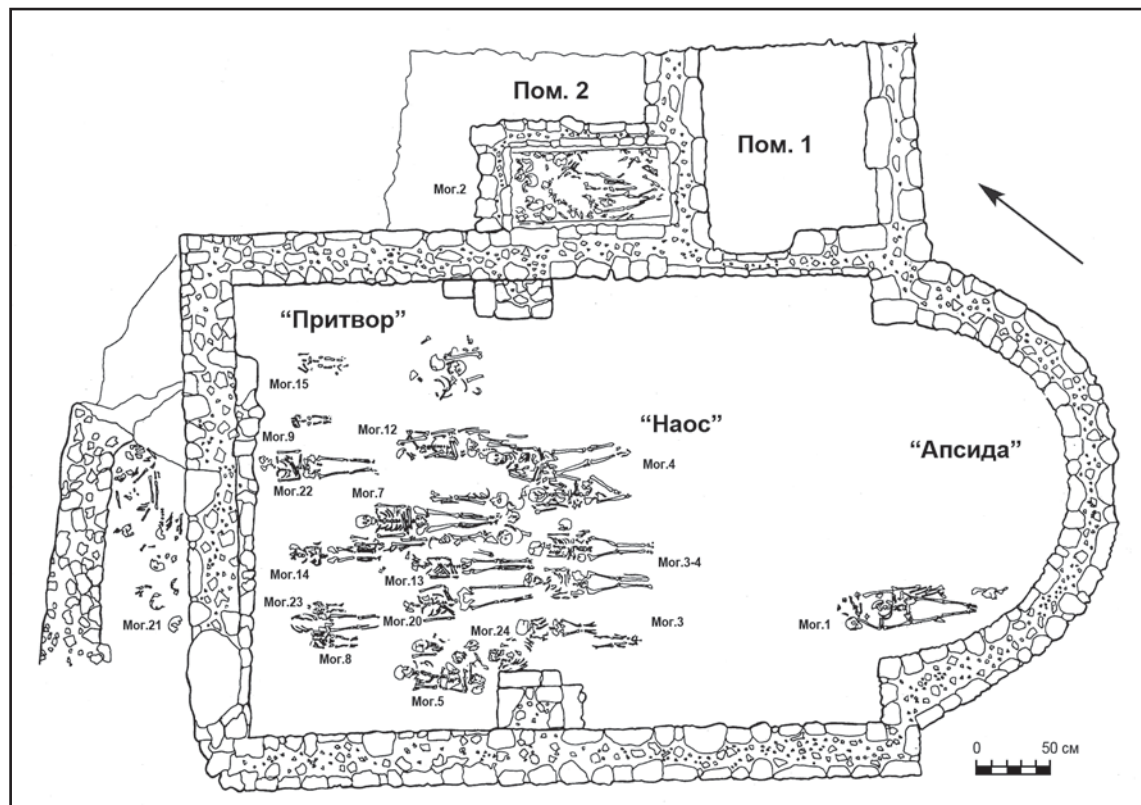 Пом. 2
Пом. 1
Мог.2
“Притвор”
Мог.15
“Наос”
“Апсида”
Мог.9
Мог.12
Мог.4
Мог.22
Мог.7
Мог.3-4
Мог.14
Мог.13
Мог.23
Мог.21
Мог.20
Мог.24
Мог.3
Мог.1
Мог.8
Мог.5
0 50 см